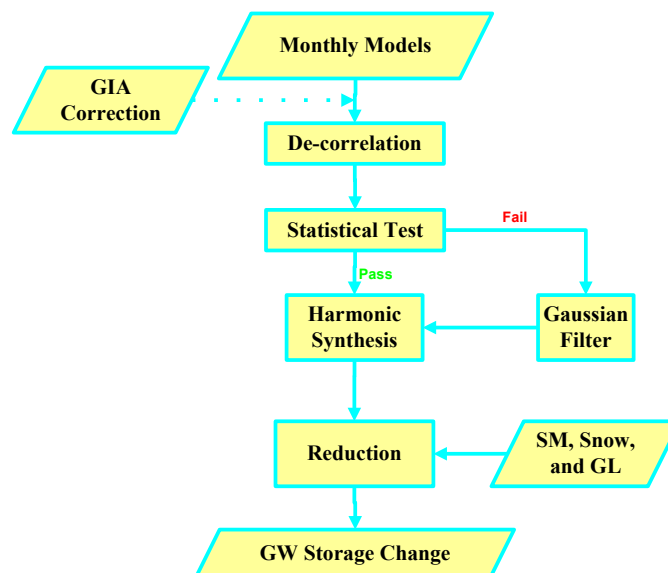 Monthly Models
GIA
Correction
De-correlation
Statistical Test
Fail
Pass
Harmonic
Synthesis
Gaussian
Filter
Reduction
SM, Snow,
and GL
GW Storage Change